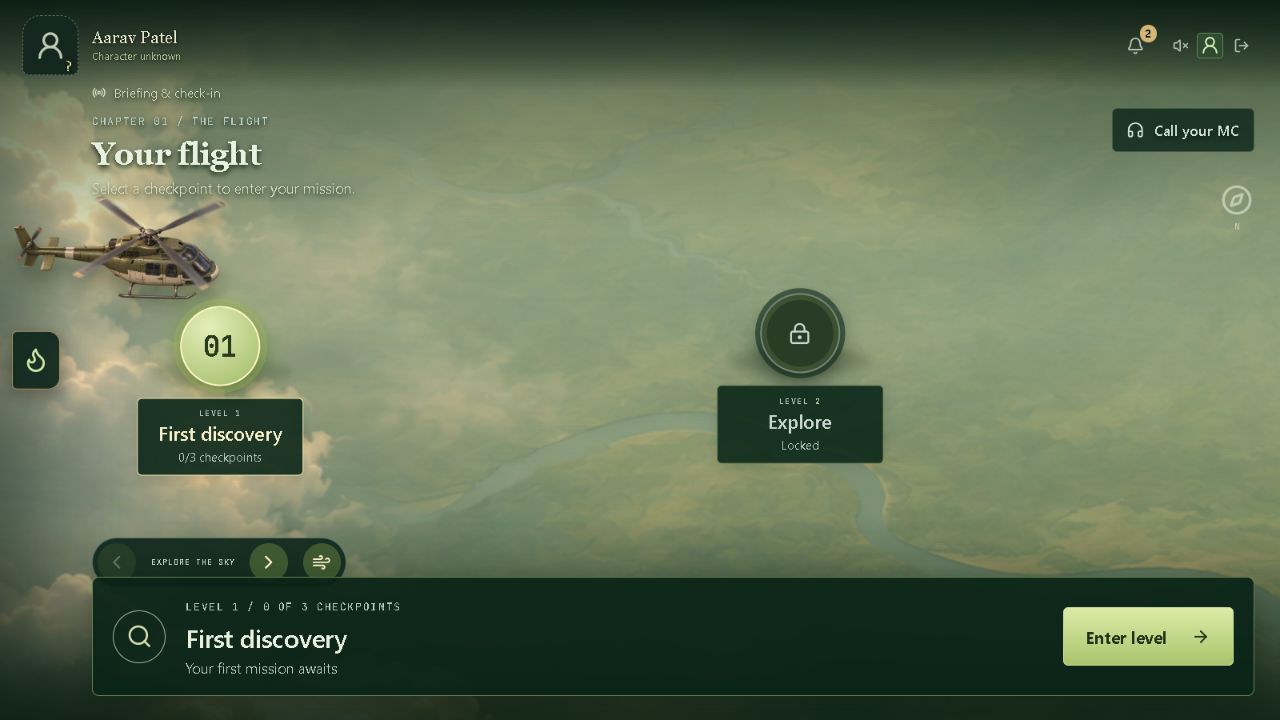 Aarav Patel
Character unknown
?
2
Briefing & check-in
CHAPTER 01 / THE FLIGHT
Your flight
Select a checkpoint to enter your mission.
Call your MC
N
01
LEVEL 1
First discovery
0/3 checkpoints
LEVEL 2
Explore
Locked
EXPLORE THE SKY
LEVEL 1 / 0 OF 3 CHECKPOINTS
First discovery
Your first mission awaits
Enter level